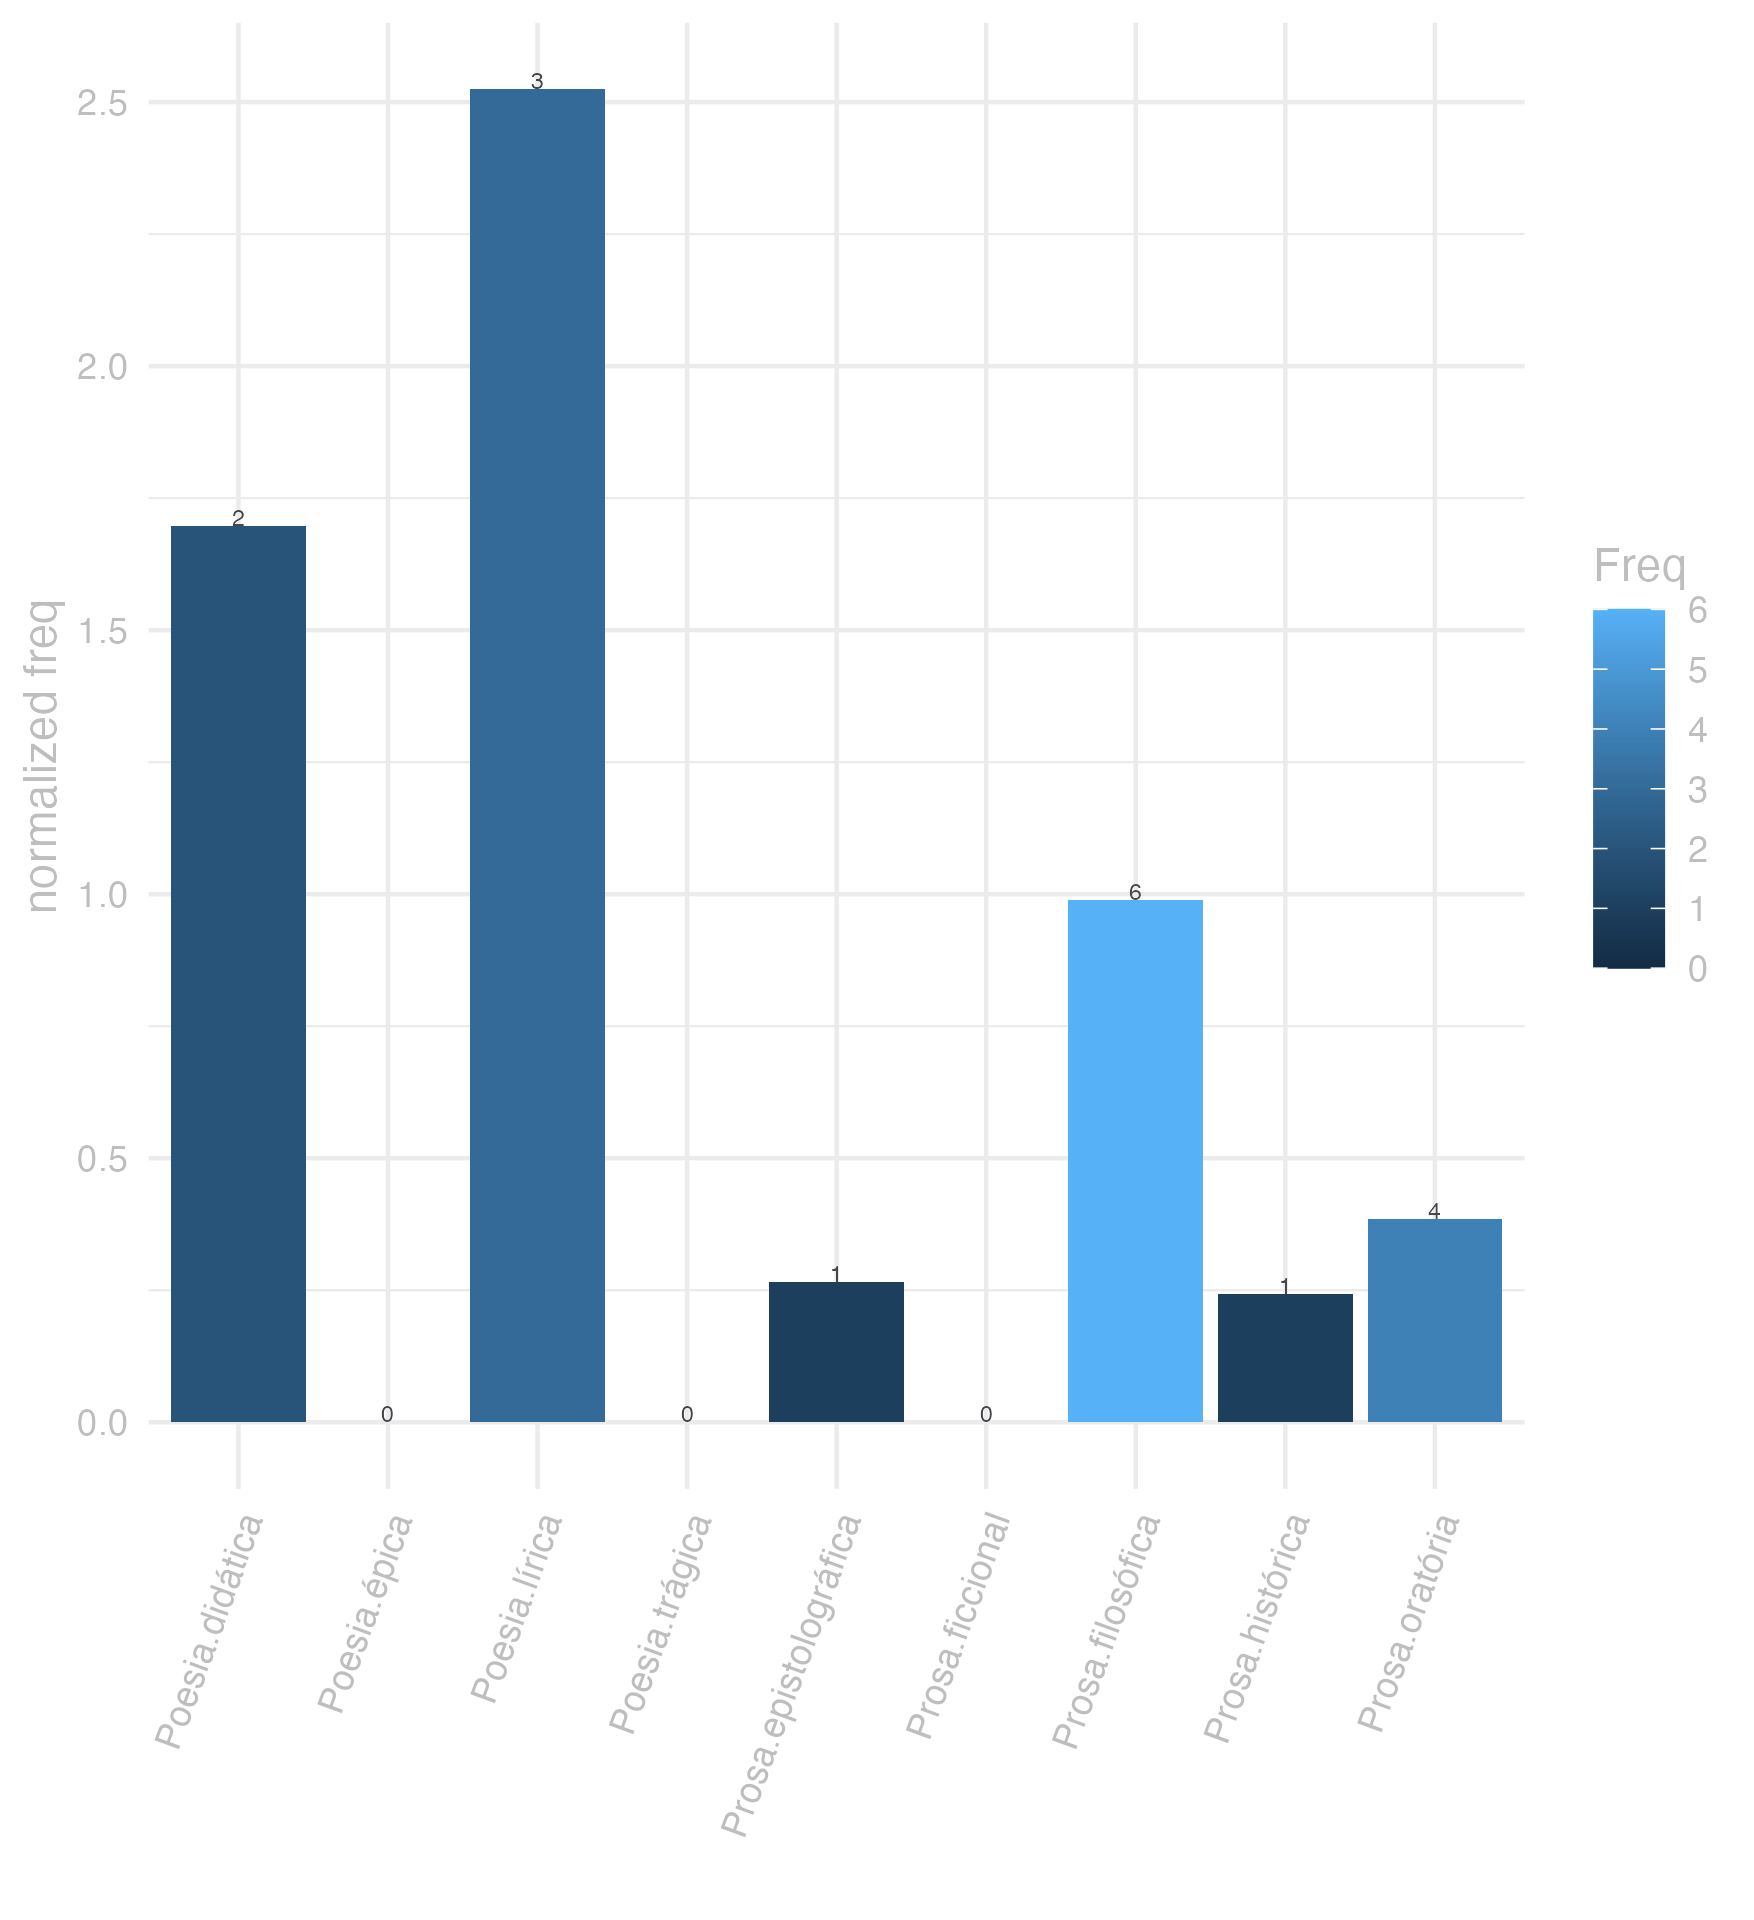 normalized freq
2.5
2.0
1.5
1.0
0.5
0.0
2
0
3
0
1
0
6
1
4
Poesia.didática
Poesia.épica
Poesia.lírica
Poesia.trágica
Prosa.epistolográfica
Prosa.ficcional
Prosa.filosófica
Prosa.histórica
Prosa.oratória
Freq
6
5
4
3
2
1
0